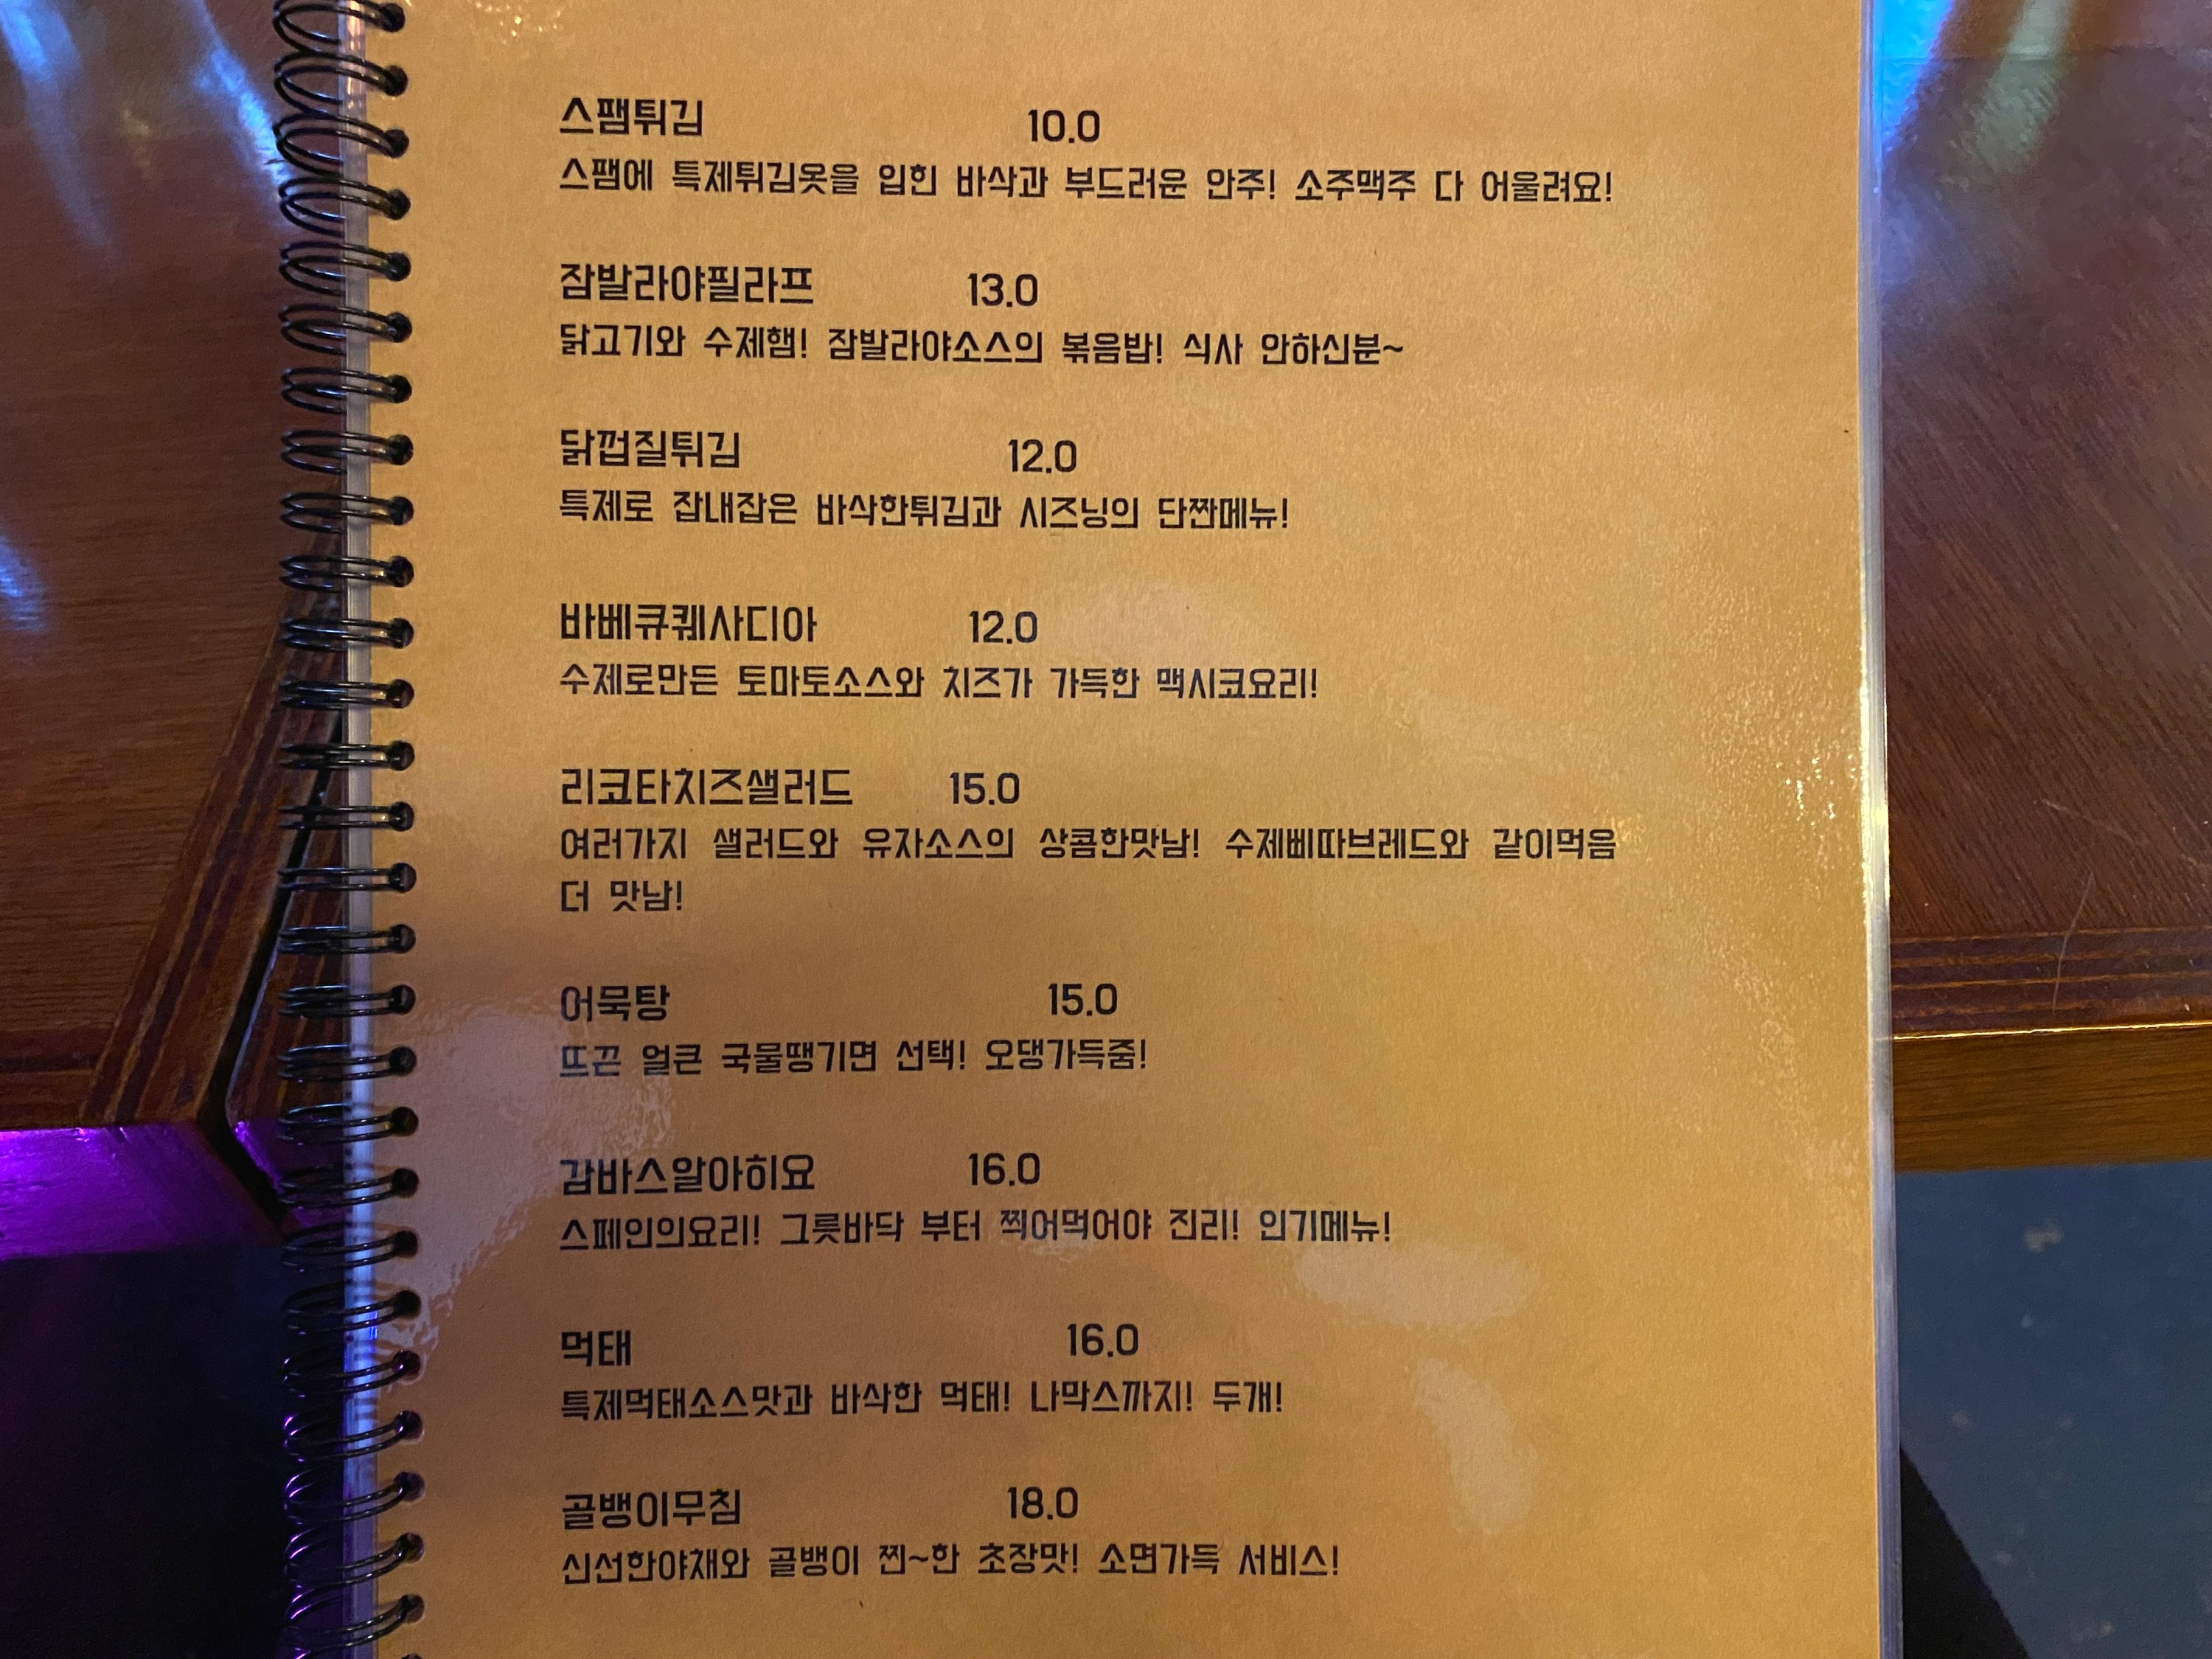 스팸튀김 10.0
스팸에 특제튀김옷을 입힌 바삭과 부드러운 안주! 소주맥주 다 어울려요!
잠발라야필라프 13.0
닭고기와 수제햄! 잠발라야소스의 볶음밥! 식사 안하신분~
닭껍질튀김 12.0
특제로 잡내잡은 바삭한튀김과 시즈닝의 단짠메뉴!
바베큐퀘사디아 12.0
수제로만든 토마토소스와 치즈가 가득한 맥시코요리!
리코타치즈샐러드 15.0
여러가지 샐러드와 유자소스의 상콤한맛남! 수제삐따브레드와 같이먹음
더 맛남!
어묵탕 15.0
뜨끈 얼큰 국물땡기면 선택! 오댕가득줌!
감바스알아히요 16.0
스페인의요리! 그릇바닥 부터 찍어먹어야 진리! 인기메뉴!
먹태 16.0
특제먹태소스맛과 바삭한 먹태! 나막스까지! 두개!
골뱅이무침 18.0
신선한야채와 골뱅이 찐~한 초장맛! 소면가득 서비스!